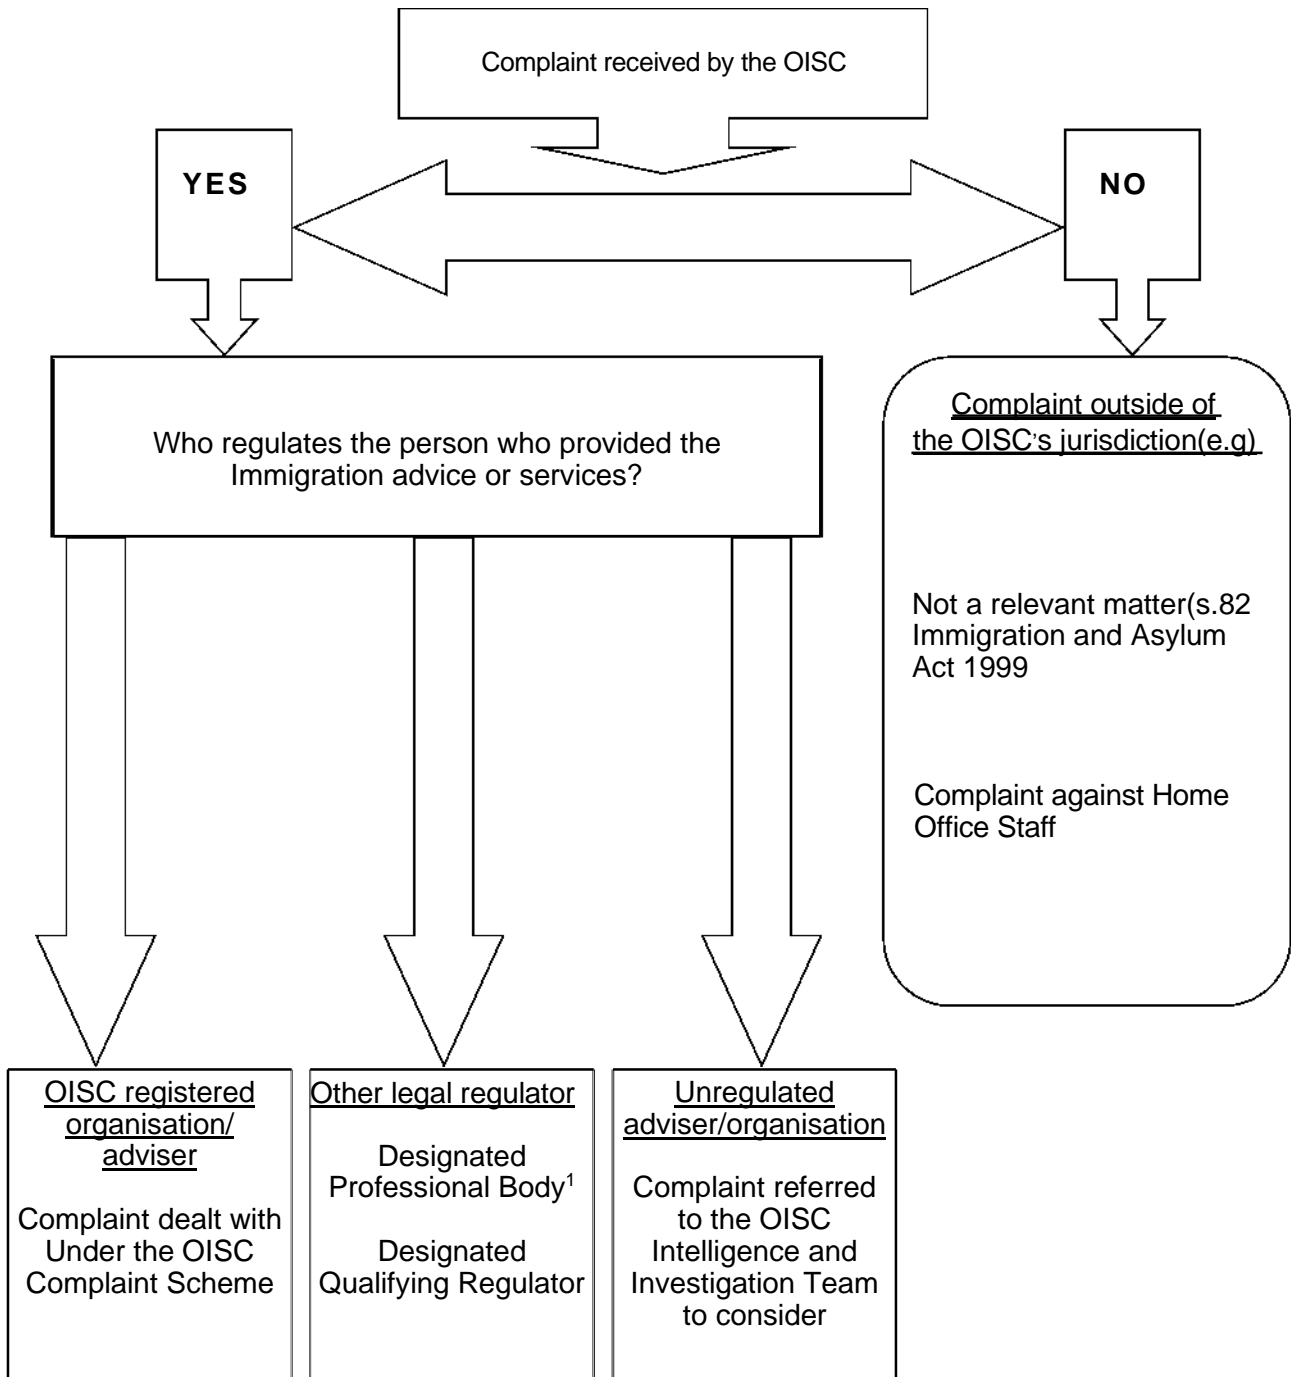 Complaint received by the OISC
YES
NO
Who regulates the person who provided the
Immigration advice or services?
Complaint outside of
the OISC's jurisdiction(e.g)
Not a relevant matter(s.82
Immigration and Asylum
Act 1999
Complaint against Home
Office Staff
OISC registered
organisation/
adviser
Complaint dealt with
Under the OISC
Complaint Scheme
Other legal regulator
Designated
Professional Body¹
Designated
Qualifying Regulator
Unregulated
adviser/organisation
Complaint referred
to the OISC
Intelligence and
Investigation Team
to consider